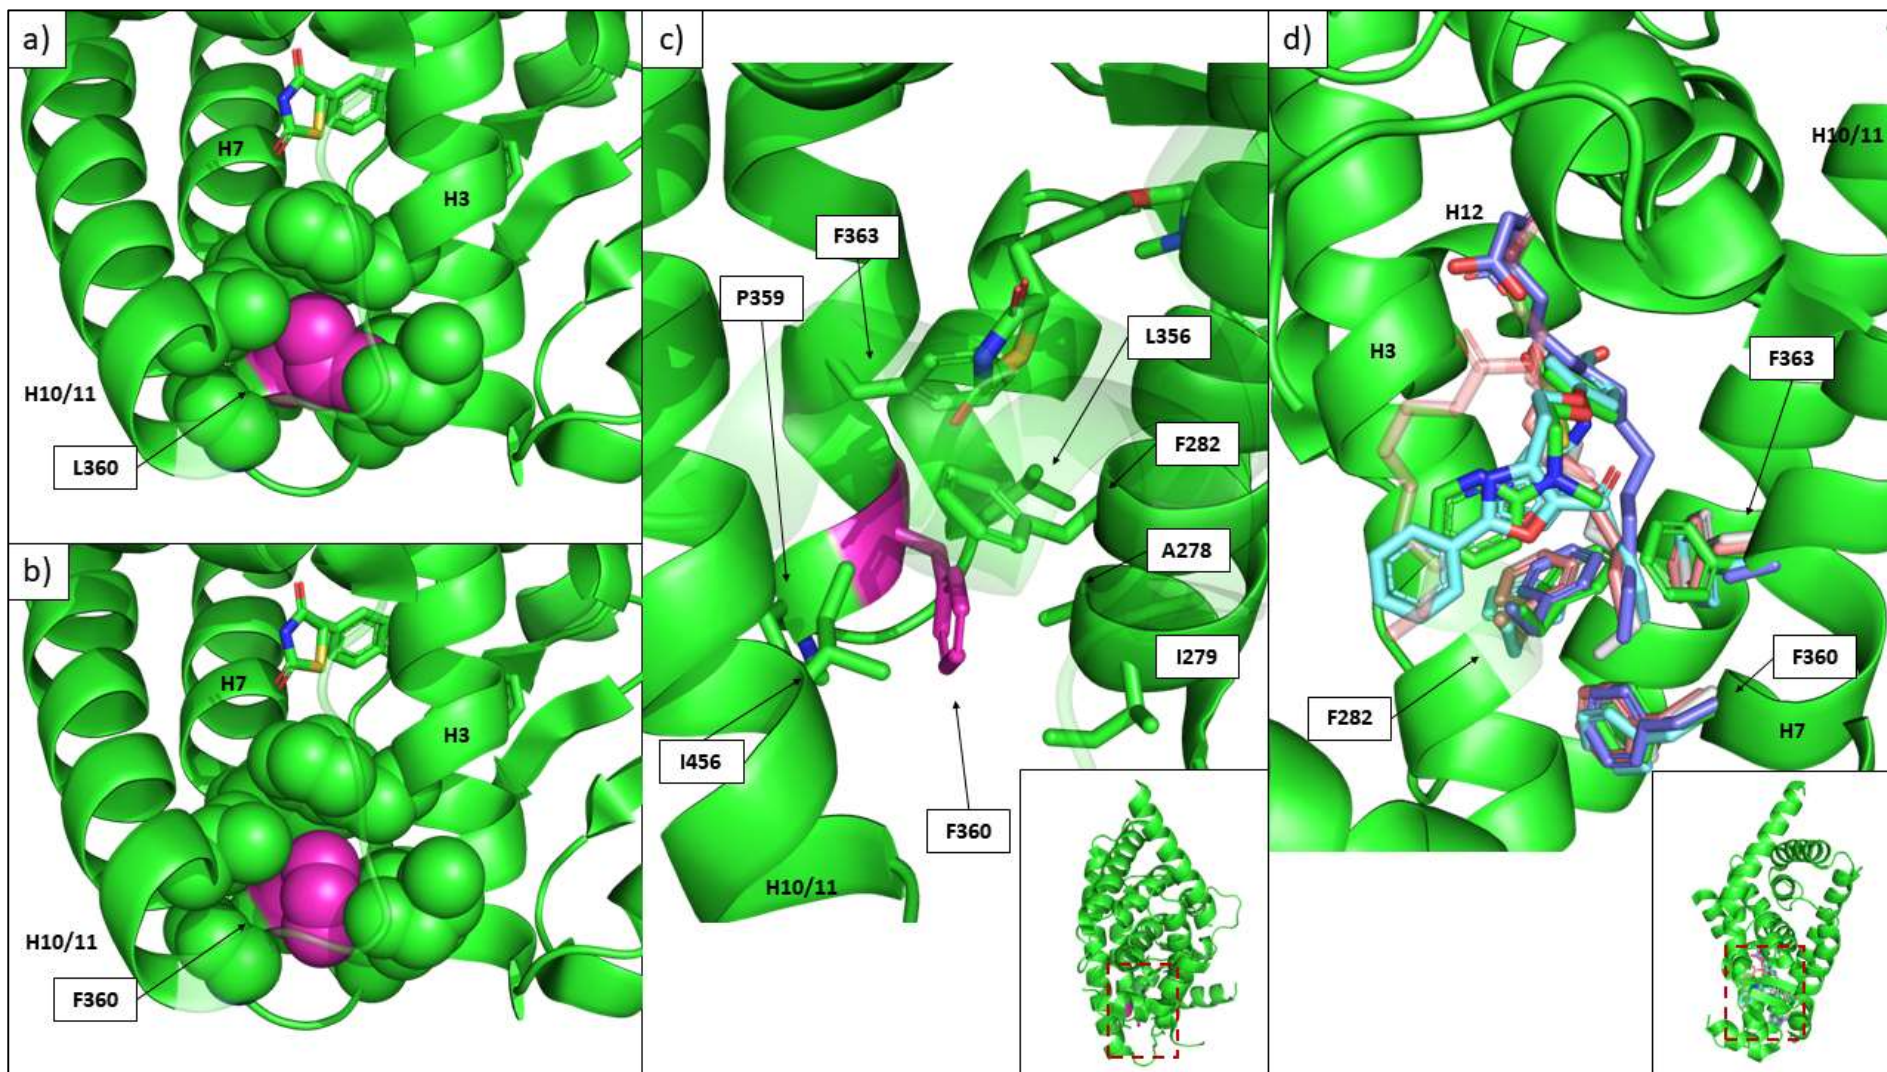 a)
H7
H3
H10/11
L360
b)
H7
H3
H10/11
F360
c)
F363
P359
L356
F282
A278
I279
I456
F360
H10/11
d)
H10/11
H12
H3
F363
F360
F282
H7